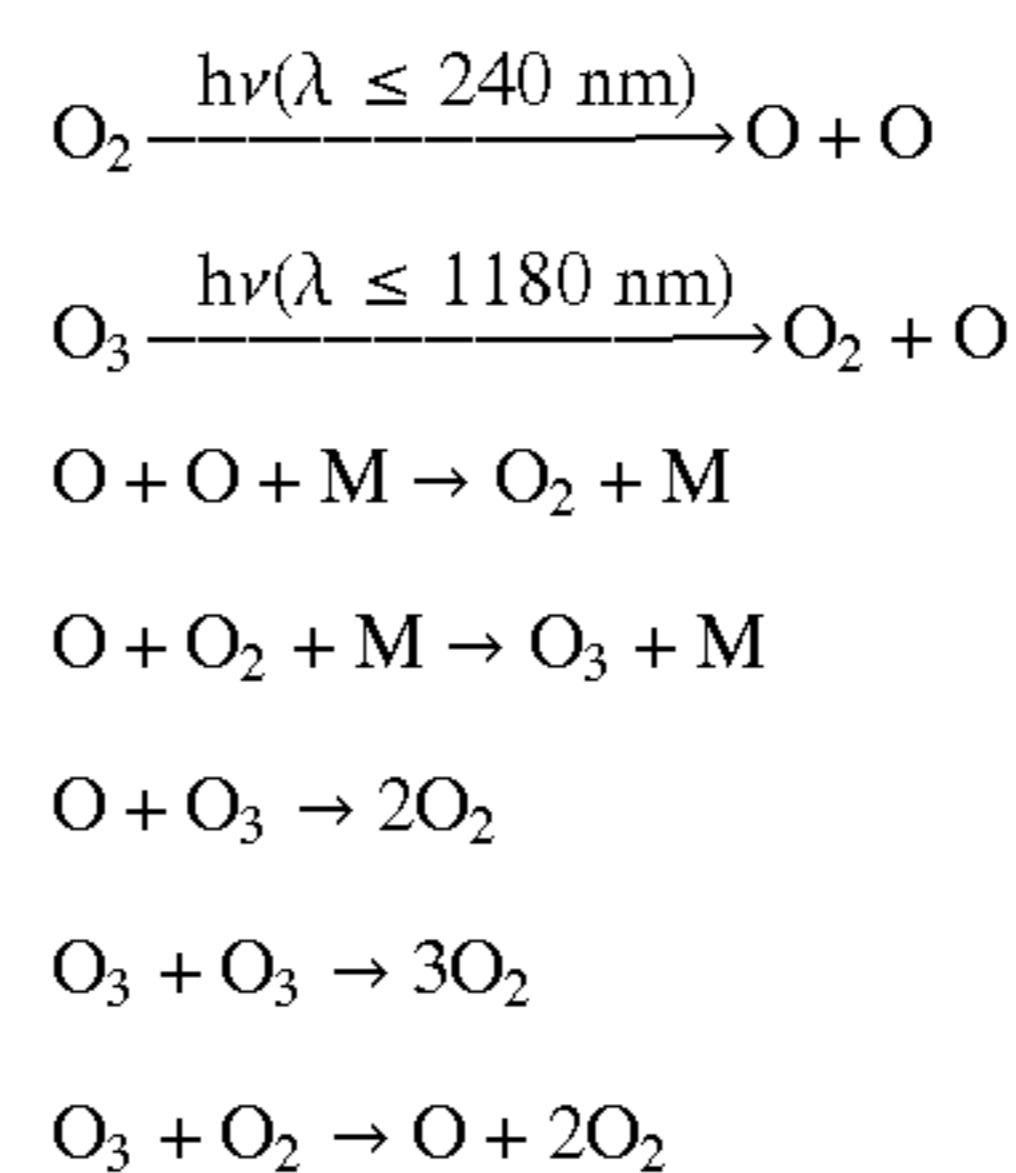 O₂ —hν(λ ≤ 240 nm)→ O + O
O₃ —hν(λ ≤ 1180 nm)→ O₂ + O
O + O + M → O₂ + M
O + O₂ + M → O₃ + M
O + O₃ → 2O₂
O₃ + O₃ → 3O₂
O₃ + O₂ → O + 2O₂